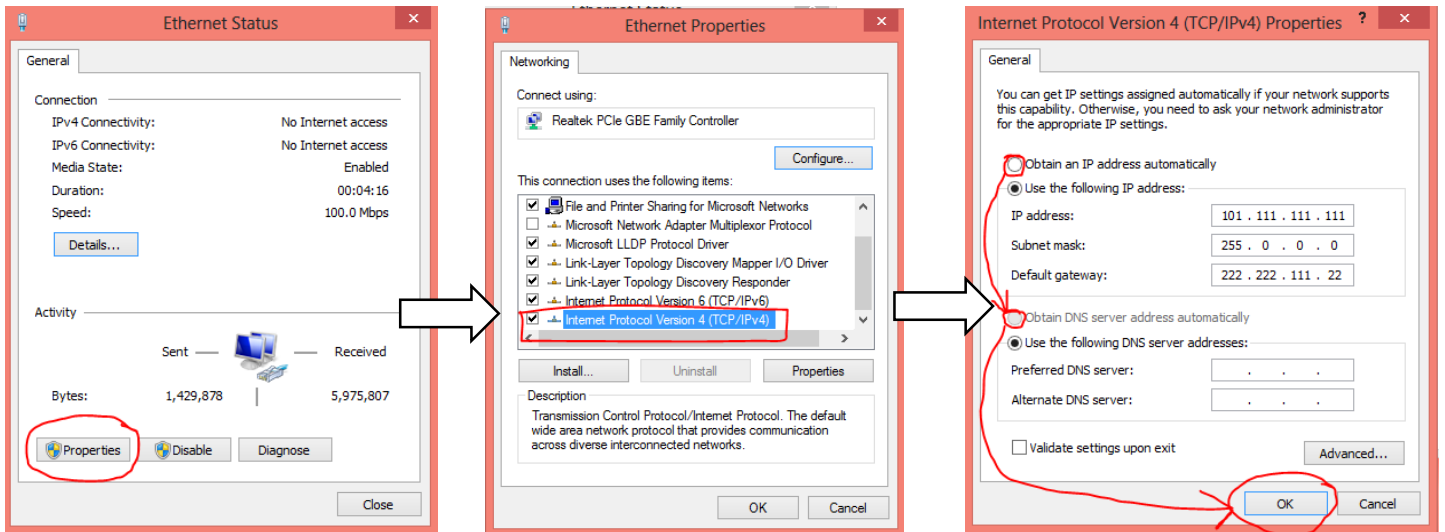 Ethernet Status
General
Connection
IPv4 Connectivity: No Internet access
IPv6 Connectivity: No Internet access
Media State: Enabled
Duration: 00:04:16
Speed: 100.0 Mbps
Details...
Activity
Sent Received
Bytes: 1,429,878 5,975,807
Properties Disable Diagnose
Close
Ethernet Properties
Networking
Connect using:
Realtek PCIe GBE Family Controller
Configure...
This connection uses the following items:
File and Printer Sharing for Microsoft Networks
Microsoft Network Adapter Multiplexor Protocol
Microsoft LLDP Protocol Driver
Link-Layer Topology Discovery Mapper I/O Driver
Link-Layer Topology Discovery Responder
Internet Protocol Version 6 (TCP/IPv6)
Internet Protocol Version 4 (TCP/IPv4)
Install... Uninstall Properties
Description
Transmission Control Protocol/Internet Protocol. The default
wide area network protocol that provides communication
across diverse interconnected networks.
OK Cancel
Internet Protocol Version 4 (TCP/IPv4) Properties ?
General
You can get IP settings assigned automatically if your network supports
this capability. Otherwise, you need to ask your network administrator
for the appropriate IP settings.
Obtain an IP address automatically
Use the following IP address:
IP address: 101 . 111 . 111 . 111
Subnet mask: 255 . 0 . 0 . 0
Default gateway: 222 . 222 . 111 . 22
Obtain DNS server address automatically
Use the following DNS server addresses:
Preferred DNS server: . . .
Alternate DNS server: . . .
Validate settings upon exit
Advanced...
OK Cancel